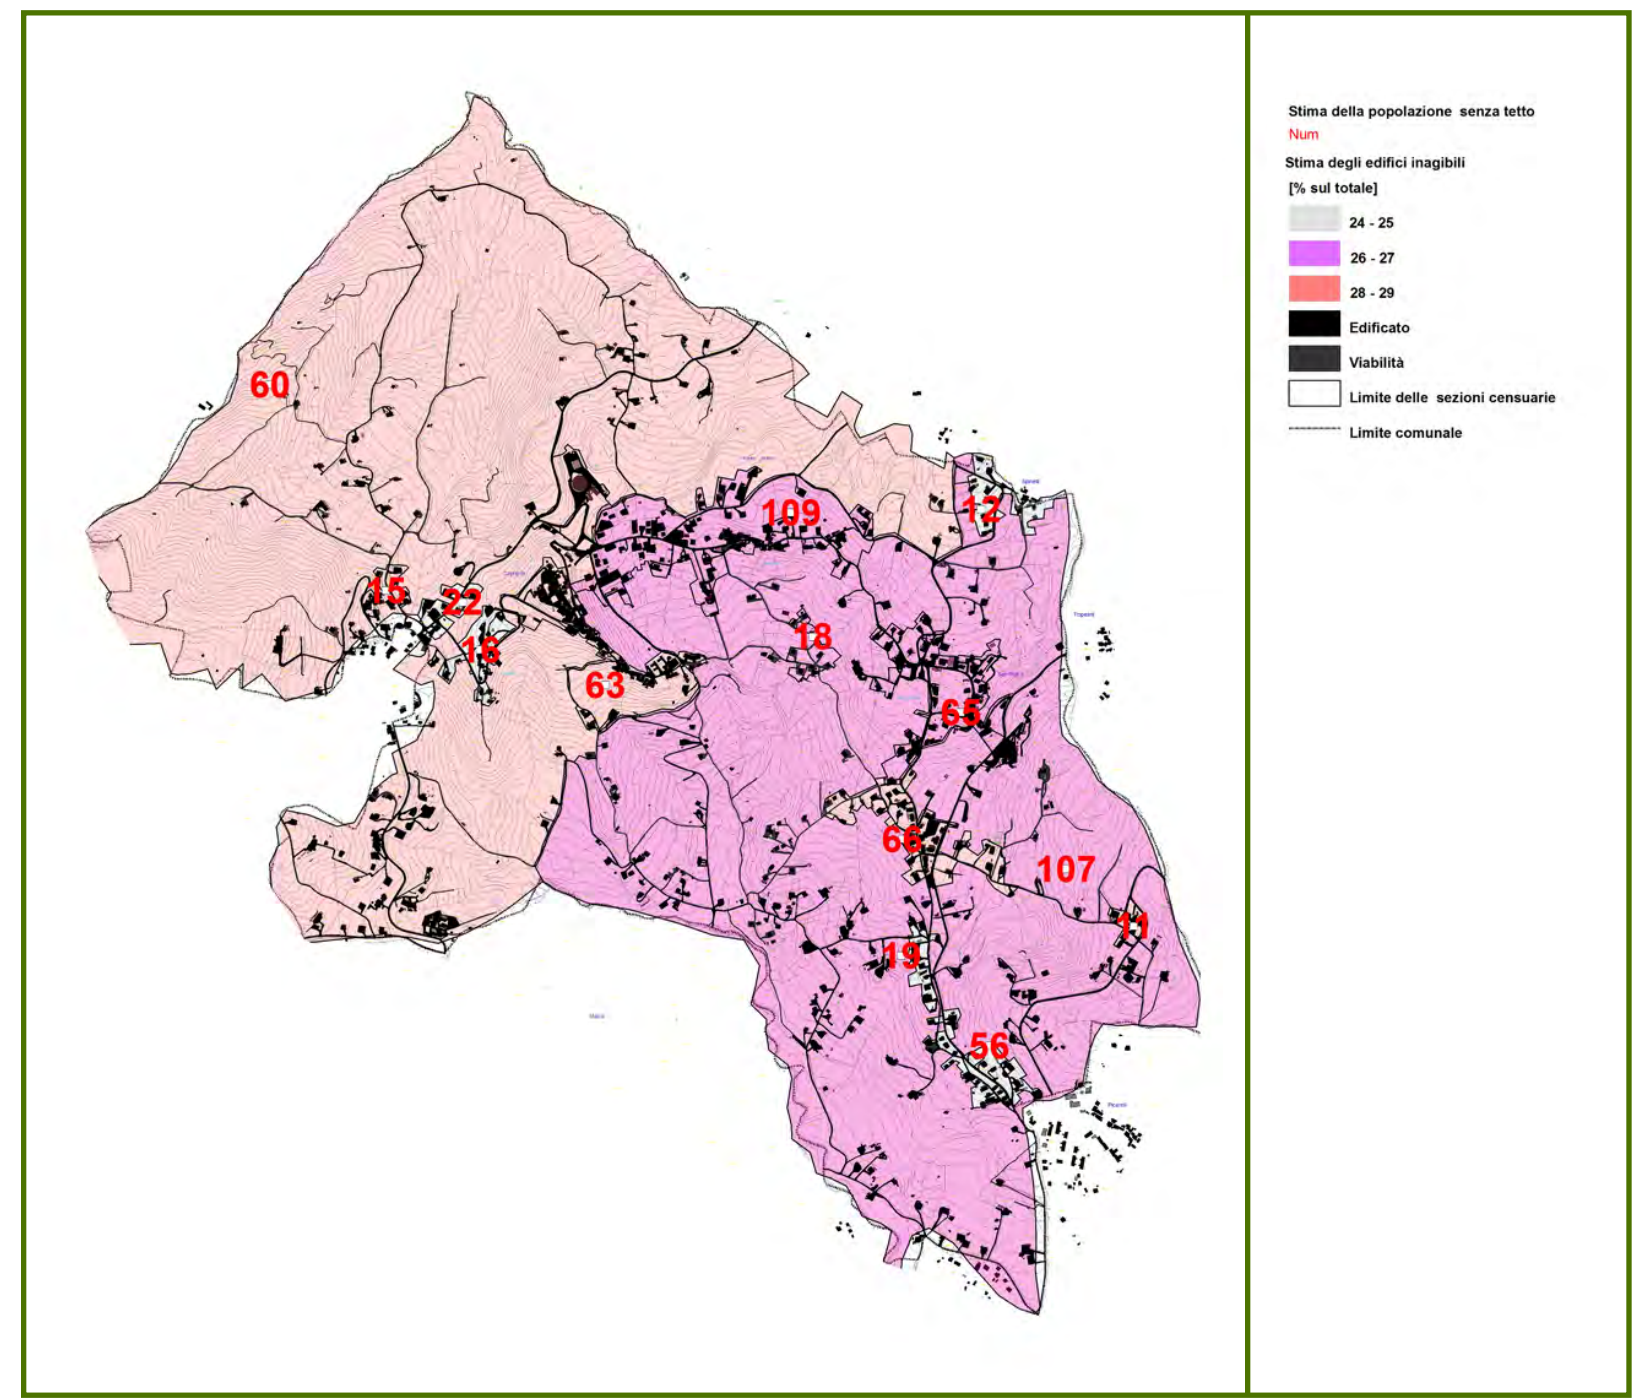 Stima della popolazione senza tetto
Num
Stima degli edifici inagibili
[% sul totale]
24 - 25
26 - 27
28 - 29
Edificato
Viabilità
Limite delle sezioni censuarie
Limite comunale
60
109
12
15
22
16
18
63
65
66
107
11
19
56